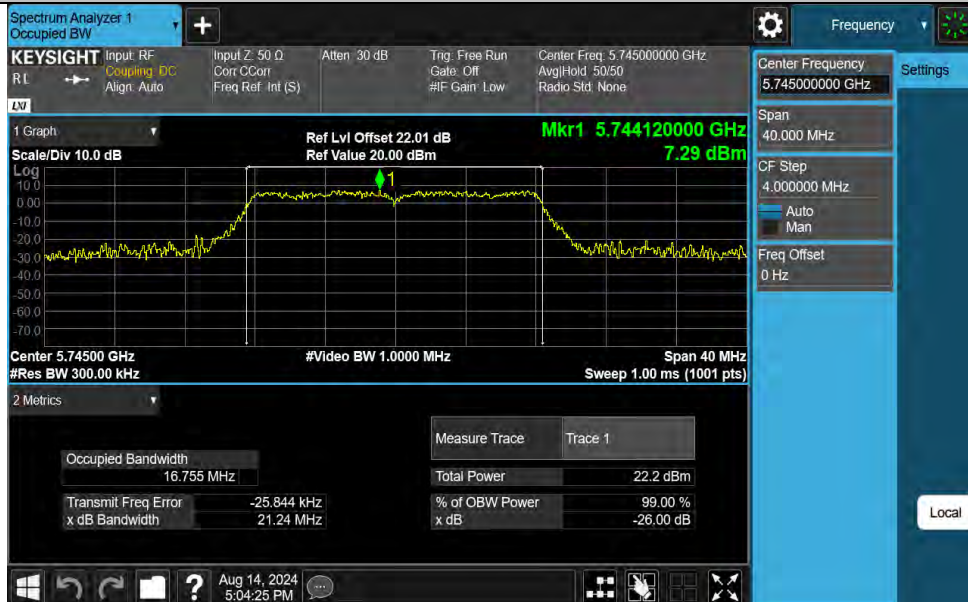 Spectrum Analyzer 1
Occupied BW
+
Frequency
KEYSIGHT
Input: RF
Coupling: DC
Align: Auto
Input Z: 50 Ω
Corr CCorr
Freq Ref: Int (S)
Atten: 30 dB
Trig: Free Run
Gate: Off
#IF Gain: Low
Center Freq: 5.745000000 GHz
Avg|Hold: 50/50
Radio Std: None
LXI
Center Frequency
5.745000000 GHz
Settings
Span
40.000 MHz
CF Step
4.000000 MHz
Auto
Man
Freq Offset
0 Hz
Local
1 Graph
Scale/Div 10.0 dB
Ref Lvl Offset 22.01 dB
Ref Value 20.00 dBm
Mkr1 5.744120000 GHz
7.29 dBm
Log
1
10.0
0.00
-10.0
-20.0
-30.0
-40.0
-50.0
-60.0
-70.0
Center 5.74500 GHz
#Res BW 300.00 kHz
#Video BW 1.0000 MHz
Span 40 MHz
Sweep 1.00 ms (1001 pts)
2 Metrics
Measure Trace Trace 1
Occupied Bandwidth
16.755 MHz
Total Power 22.2 dBm
Transmit Freq Error -25.844 kHz
% of OBW Power 99.00 %
x dB Bandwidth 21.24 MHz
x dB -26.00 dB
?
Aug 14, 2024
5:04:25 PM